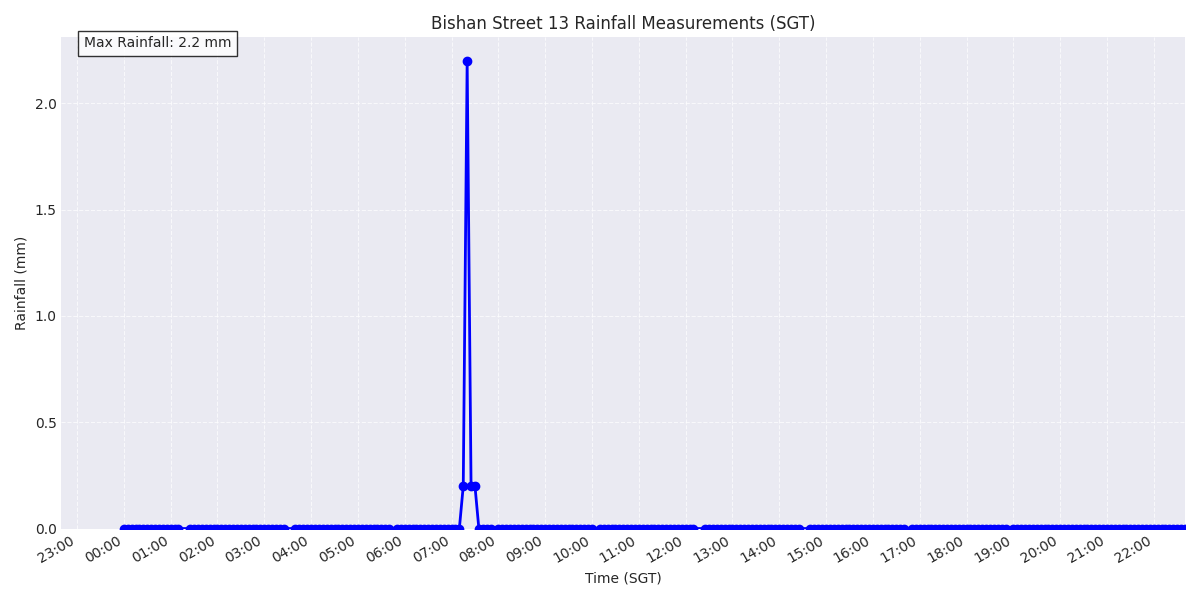 Bishan Street 13 Rainfall Measurements (SGT)
Max Rainfall: 2.2 mm
2.0
1.5
1.0
0.5
0.0
Rainfall (mm)
23:00 00:00 01:00 02:00 03:00 04:00 05:00 06:00 07:00 08:00 09:00 10:00 11:00 12:00 13:00 14:00 15:00 16:00 17:00 18:00 19:00 20:00 21:00 22:00
Time (SGT)